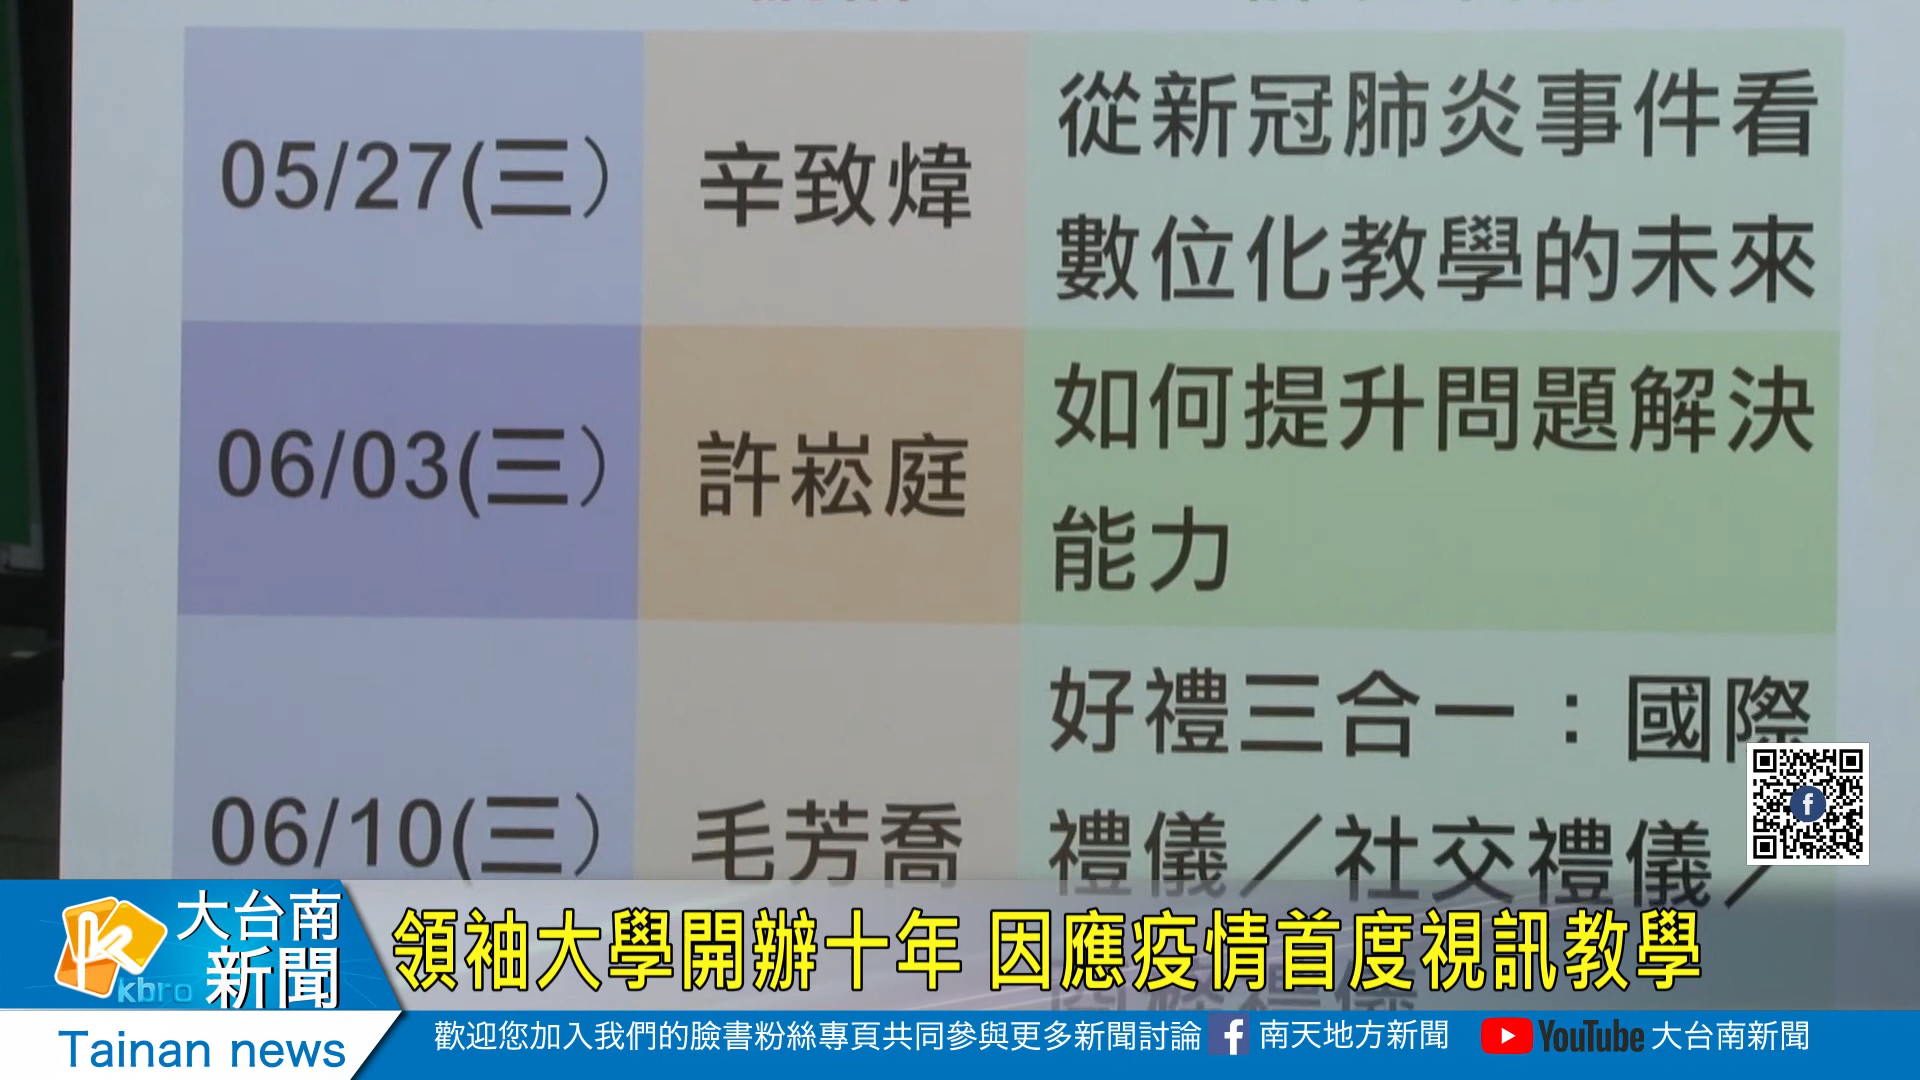 05/27(三)
辛致煒
從新冠肺炎事件看
數位化教學的未來
06/03(三)
許崧庭
如何提升問題解決
能力
06/10(三)
毛芳喬
好禮三合一：國際
禮儀／社交禮儀／
大台南
新聞
kbro
領袖大學開辦十年 因應疫情首度視訊教學
Tainan news
歡迎您加入我們的臉書粉絲專頁共同參與更多新聞討論 南天地方新聞 YouTube 大台南新聞